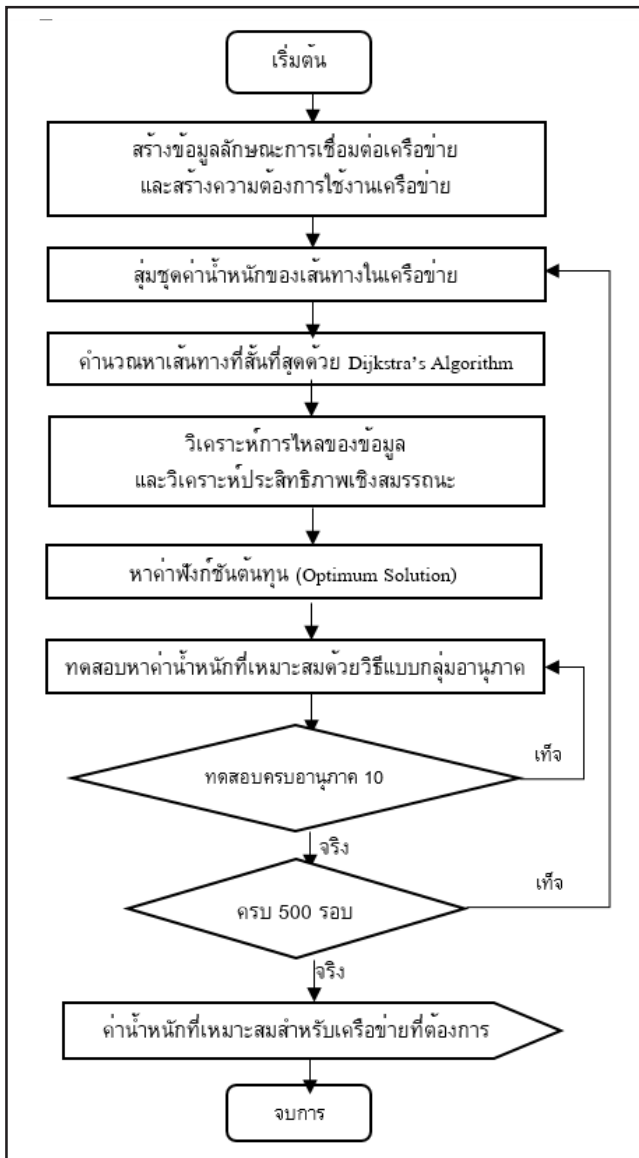 เริ่มต้น
สร้างข้อมูลลักษณะการเชื่อมต่อเครือข่าย
และสร้างความต้องการใช้งานเครือข่าย
สุ่มชุดค่าน้ำหนักของเส้นทางในเครือข่าย
คำนวณหาเส้นทางที่สั้นที่สุดด้วย Dijkstra's Algorithm
วิเคราะห์การไหลของข้อมูล
และวิเคราะห์ประสิทธิภาพเชิงสมรรถนะ
หาค่าฟังก์ชันต้นทุน (Optimum Solution)
ทดสอบหาค่าน้ำหนักที่เหมาะสมด้วยวิธีแบบกลุ่มอนุภาค
ทดสอบครบอานุภาค 10
เท็จ
จริง
ครบ 500 รอบ
เท็จ
จริง
ค่าน้ำหนักที่เหมาะสมสำหรับเครือข่ายที่ต้องการ
จบการ